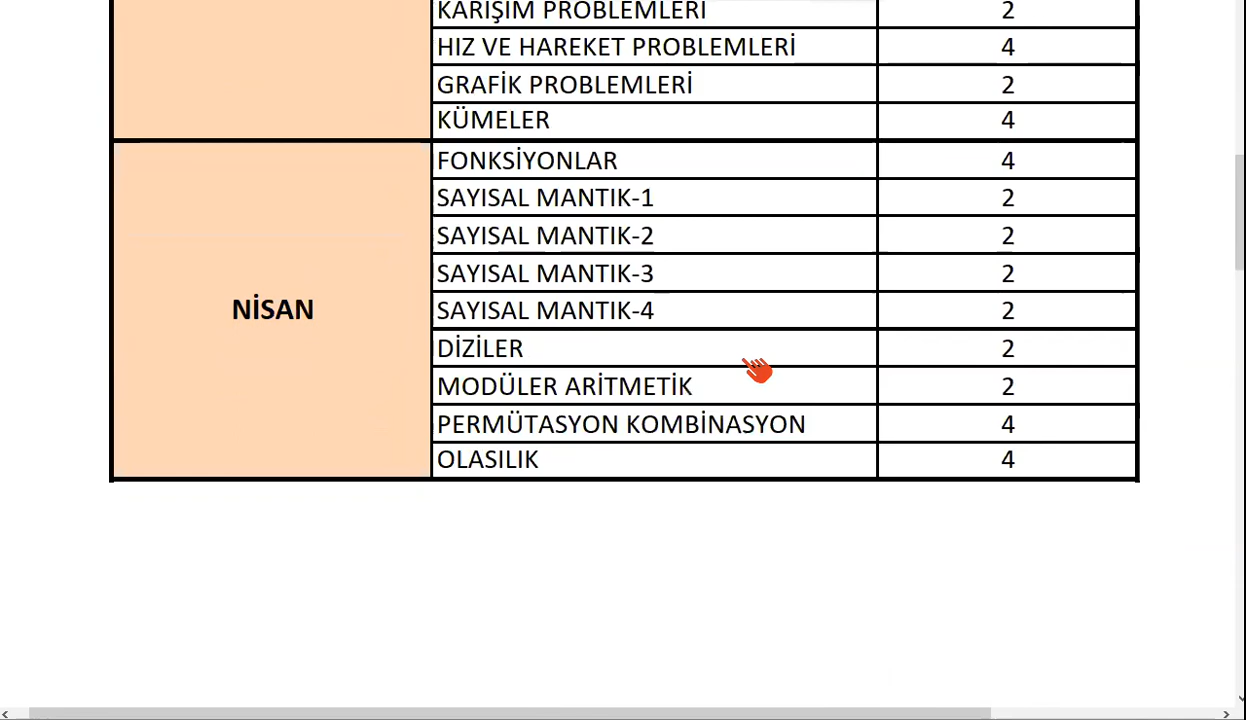 KARIŞIM PROBLEMLERİ 2
HIZ VE HAREKET PROBLEMLERİ 4
GRAFİK PROBLEMLERİ 2
KÜMELER 4
NİSAN
FONKSİYONLAR 4
SAYISAL MANTIK-1 2
SAYISAL MANTIK-2 2
SAYISAL MANTIK-3 2
SAYISAL MANTIK-4 2
DİZİLER 2
MODÜLER ARİTMETİK 2
PERMÜTASYON KOMBİNASYON 4
OLASILIK 4